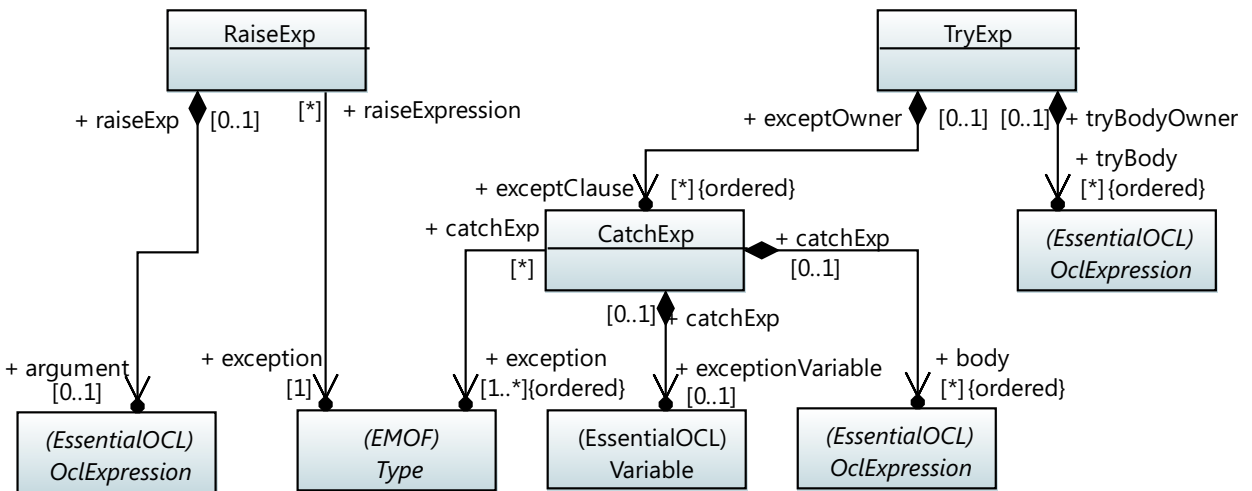 RaiseExp
TryExp
+ raiseExp
[0..1]
[*]
+ raiseExpression
+ exceptOwner
[0..1]
[0..1]
+ tryBodyOwner
+ tryBody
[*]{ordered}
+ exceptClause
[*]{ordered}
+ catchExp
[*]
CatchExp
+ catchExp
[0..1]
(EssentialOCL)
OclExpression
[0..1]
+ catchExp
+ argument
[0..1]
+ exception
[1]
+ exception
[1..*]{ordered}
+ exceptionVariable
[0..1]
+ body
[*]{ordered}
(EssentialOCL)
OclExpression
(EMOF)
Type
(EssentialOCL)
Variable
(EssentialOCL)
OclExpression